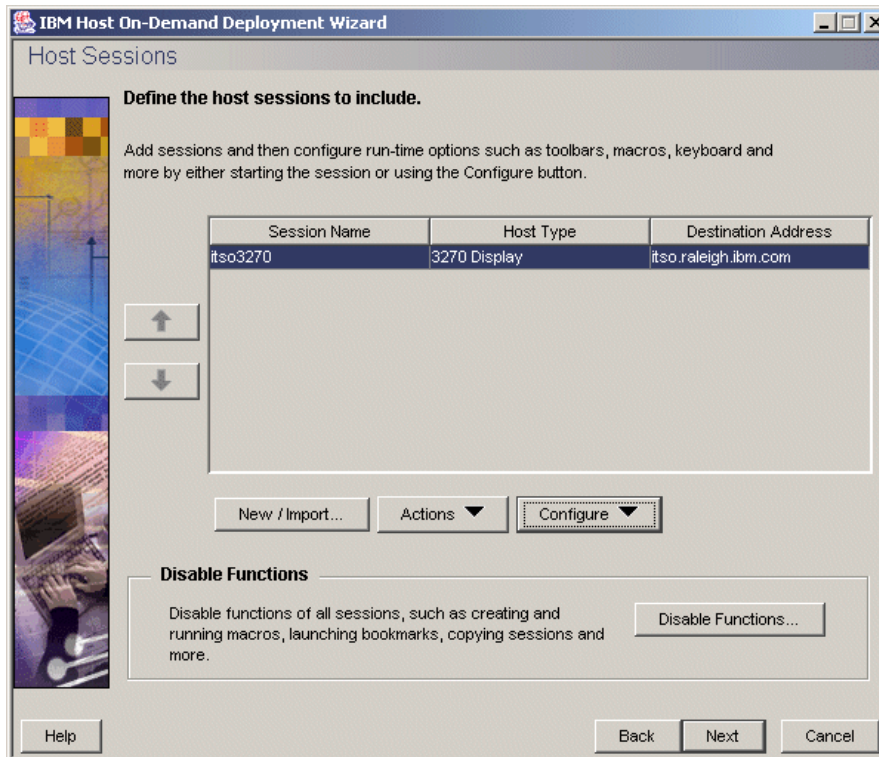 IBM Host On-Demand Deployment Wizard
Host Sessions
Define the host sessions to include.
Add sessions and then configure run-time options such as toolbars, macros, keyboard and
more by either starting the session or using the Configure button.
Session Name Host Type Destination Address
itso3270 3270 Display itso.raleigh.ibm.com
New / Import... Actions Configure
Disable Functions
Disable functions of all sessions, such as creating and
running macros, launching bookmarks, copying sessions and
more.
Disable Functions...
Help Back Next Cancel